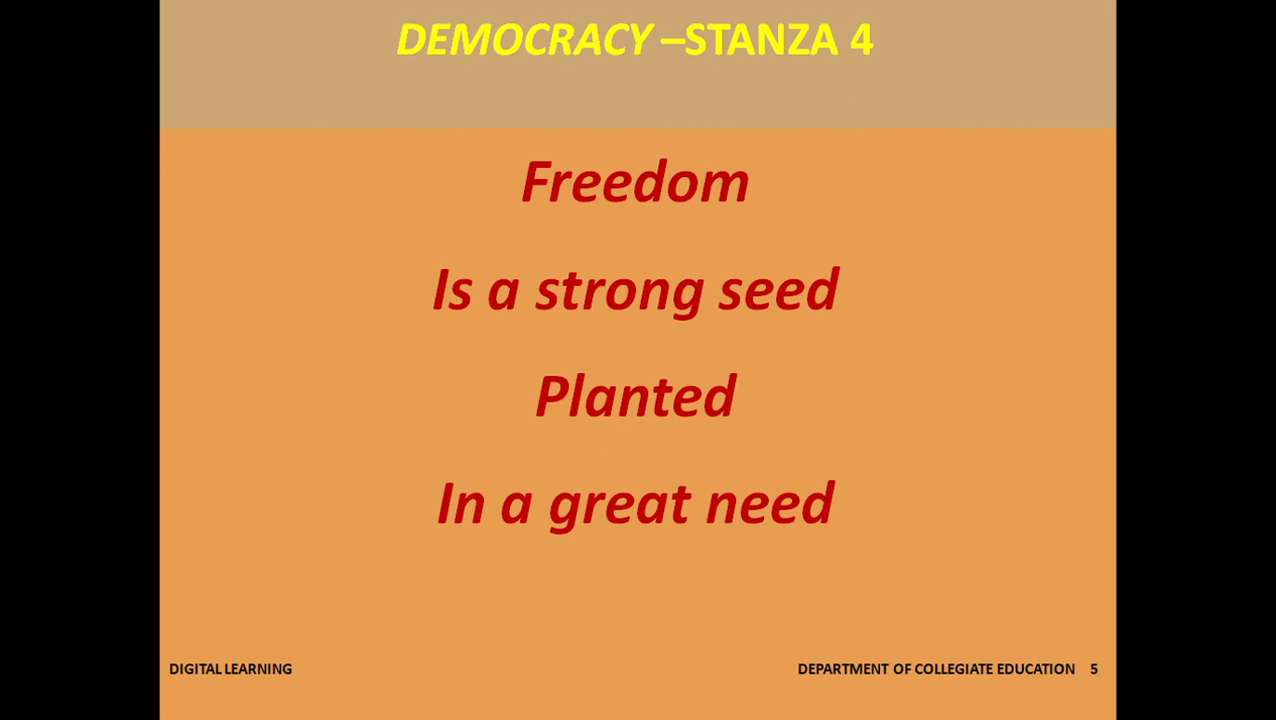 DEMOCRACY –STANZA 4
Freedom
Is a strong seed
Planted
In a great need
DIGITAL LEARNING
DEPARTMENT OF COLLEGIATE EDUCATION 5